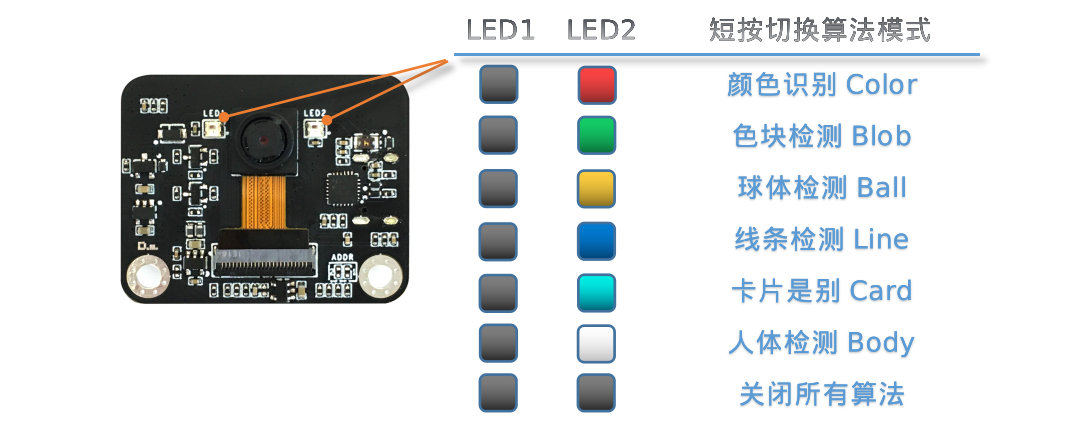 LED1 LED2 短按切换算法模式
颜色识别 Color
色块检测 Blob
球体检测 Ball
线条检测 Line
卡片是别 Card
人体检测 Body
关闭所有算法
LED1 LED2
ADDR